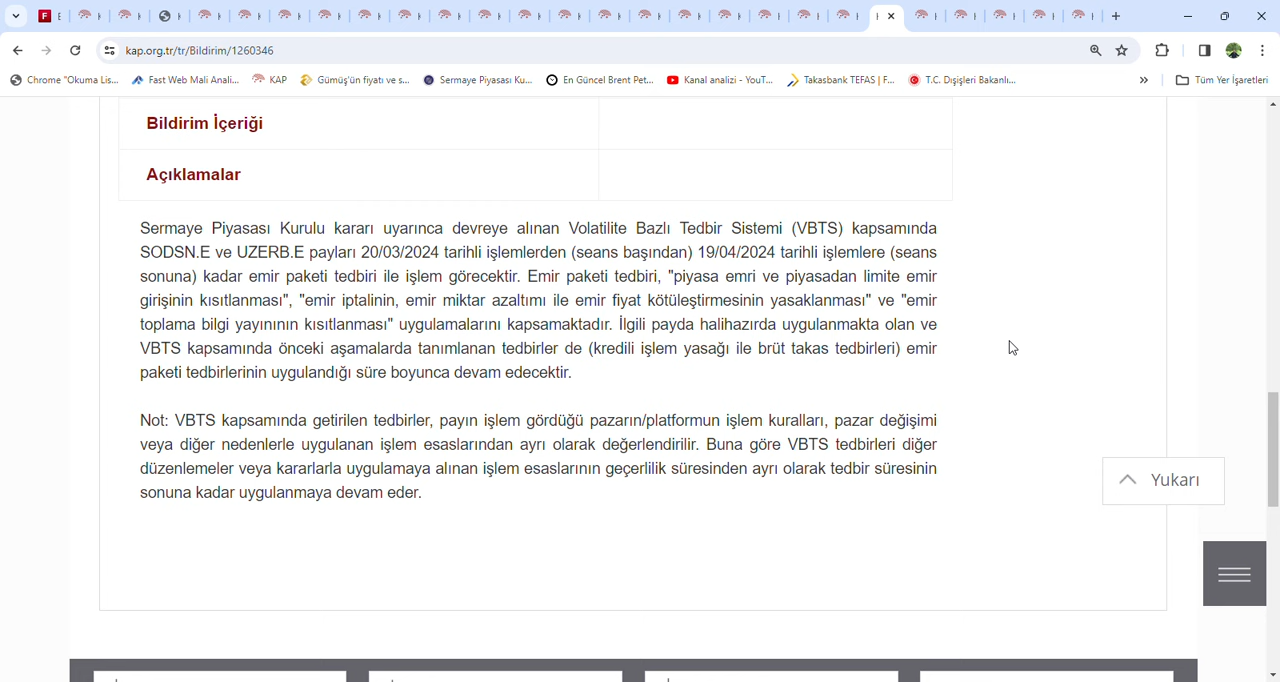 kap.org.tr/tr/Bildirim/1260346
Chrome "Okuma Lis... Fast Web Mali Anali... KAP Gümüş'ün fiyatı ve s... Sermaye Piyasası Ku... En Güncel Brent Pet... Kanal analizi - YouT... Takasbank TEFAS | F... T.C. Dışişleri Bakanlı... » Tüm Yer İşaretleri
Bildirim İçeriği
Açıklamalar
Sermaye Piyasası Kurulu kararı uyarınca devreye alınan Volatilite Bazlı Tedbir Sistemi (VBTS) kapsamında
SODSN.E ve UZERB.E payları 20/03/2024 tarihli işlemlerden (seans başından) 19/04/2024 tarihli işlemlere (seans
sonuna) kadar emir paketi tedbiri ile işlem görecektir. Emir paketi tedbiri, "piyasa emri ve piyasadan limite emir
girişinin kısıtlanması", "emir iptalinin, emir miktar azaltımı ile emir fiyat kötüleştirmesinin yasaklanması" ve "emir
toplama bilgi yayınının kısıtlanması" uygulamalarını kapsamaktadır. İlgili payda halihazırda uygulanmakta olan ve
VBTS kapsamında önceki aşamalarda tanımlanan tedbirler de (kredili işlem yasağı ile brüt takas tedbirleri) emir
paketi tedbirlerinin uygulandığı süre boyunca devam edecektir.
Not: VBTS kapsamında getirilen tedbirler, payın işlem gördüğü pazarın/platformun işlem kuralları, pazar değişimi
veya diğer nedenlerle uygulanan işlem esaslarından ayrı olarak değerlendirilir. Buna göre VBTS tedbirleri diğer
düzenlemeler veya kararlarla uygulamaya alınan işlem esaslarının geçerlilik süresinden ayrı olarak tedbir süresinin
sonuna kadar uygulanmaya devam eder.
Yukarı